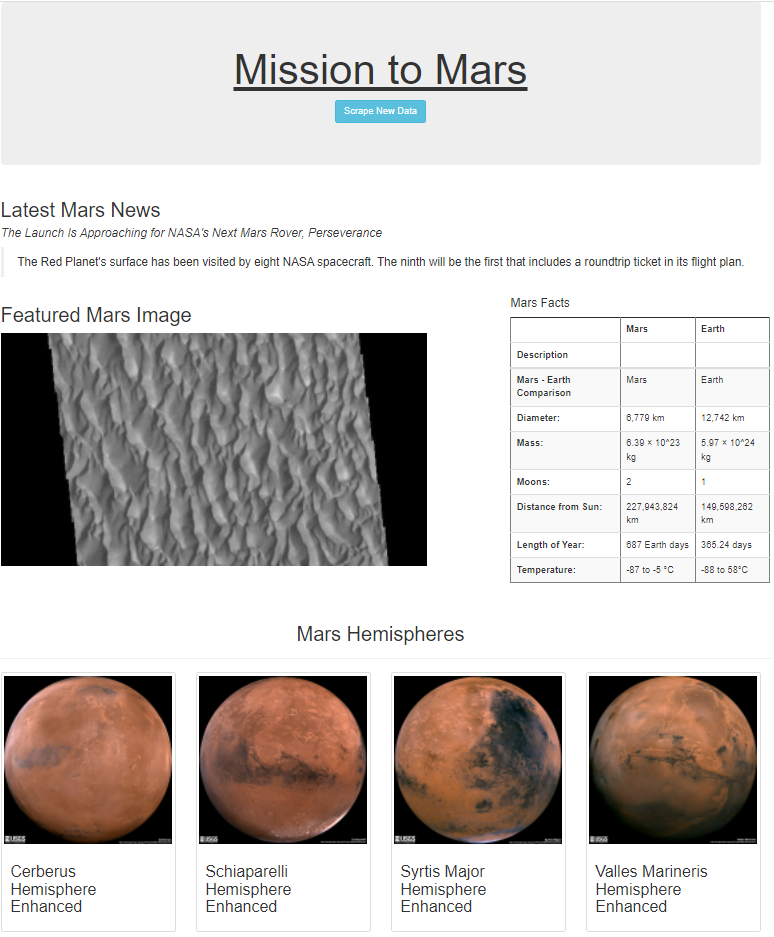 Mission to Mars
Scrape New Data
Latest Mars News
The Launch Is Approaching for NASA's Next Mars Rover, Perseverance
The Red Planet's surface has been visited by eight NASA spacecraft. The ninth will be the first that includes a roundtrip ticket in its flight plan.
Featured Mars Image
Mars Facts
Mars Earth
Description
Mars - Earth Comparison Mars Earth
Diameter: 6,779 km 12,742 km
Mass: 6.39 × 10^23 kg 5.97 × 10^24 kg
Moons: 2 1
Distance from Sun: 227,943,824 km 149,598,262 km
Length of Year: 687 Earth days 365.24 days
Temperature: -87 to -5 °C -88 to 58°C
Mars Hemispheres
USGS
USGS
USGS
USGS
Cerberus
Hemisphere
Enhanced
Schiaparelli
Hemisphere
Enhanced
Syrtis Major
Hemisphere
Enhanced
Valles Marineris
Hemisphere
Enhanced